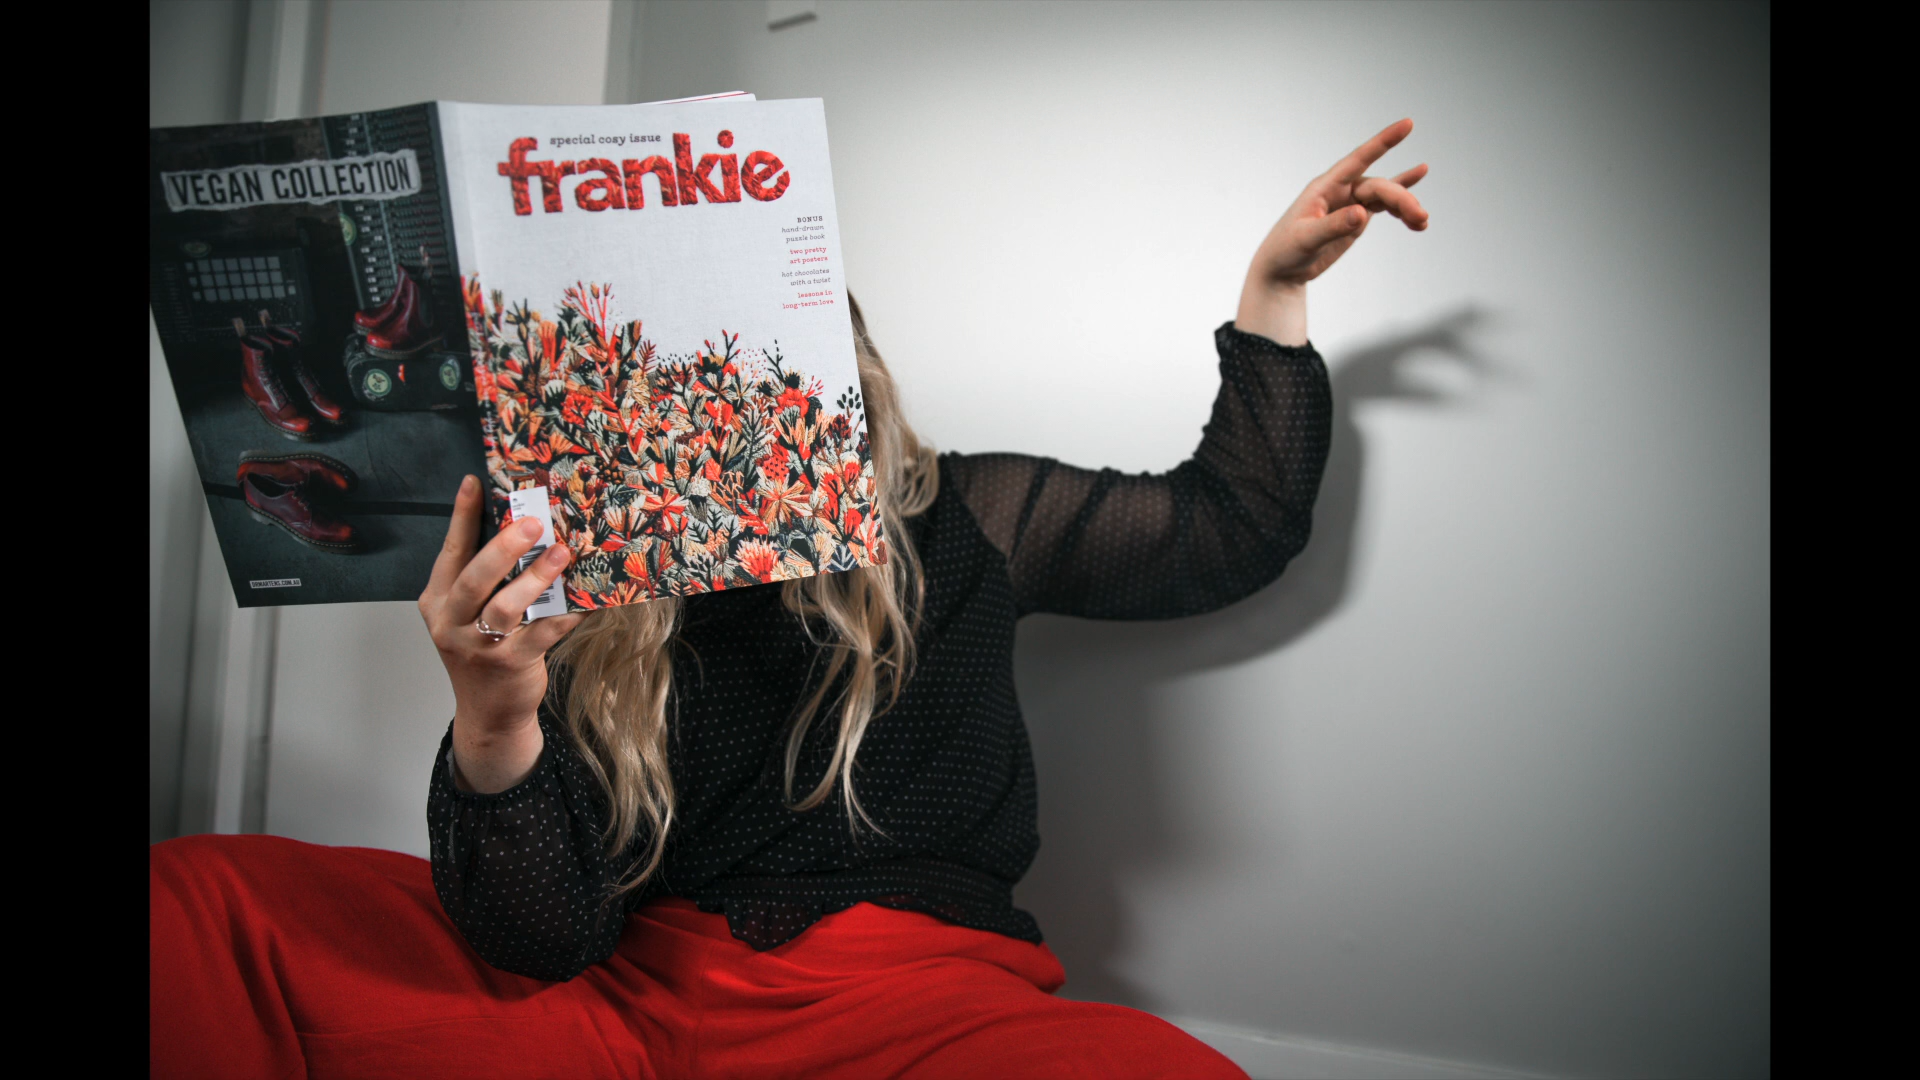 VEGAN COLLECTION
DRMARTENS.COM.AU
special cosy issue
frankie
BONUS
hand-drawn
puzzle book
two pretty
art posters
hot chocolates
with a twist
lessons in
long-term love